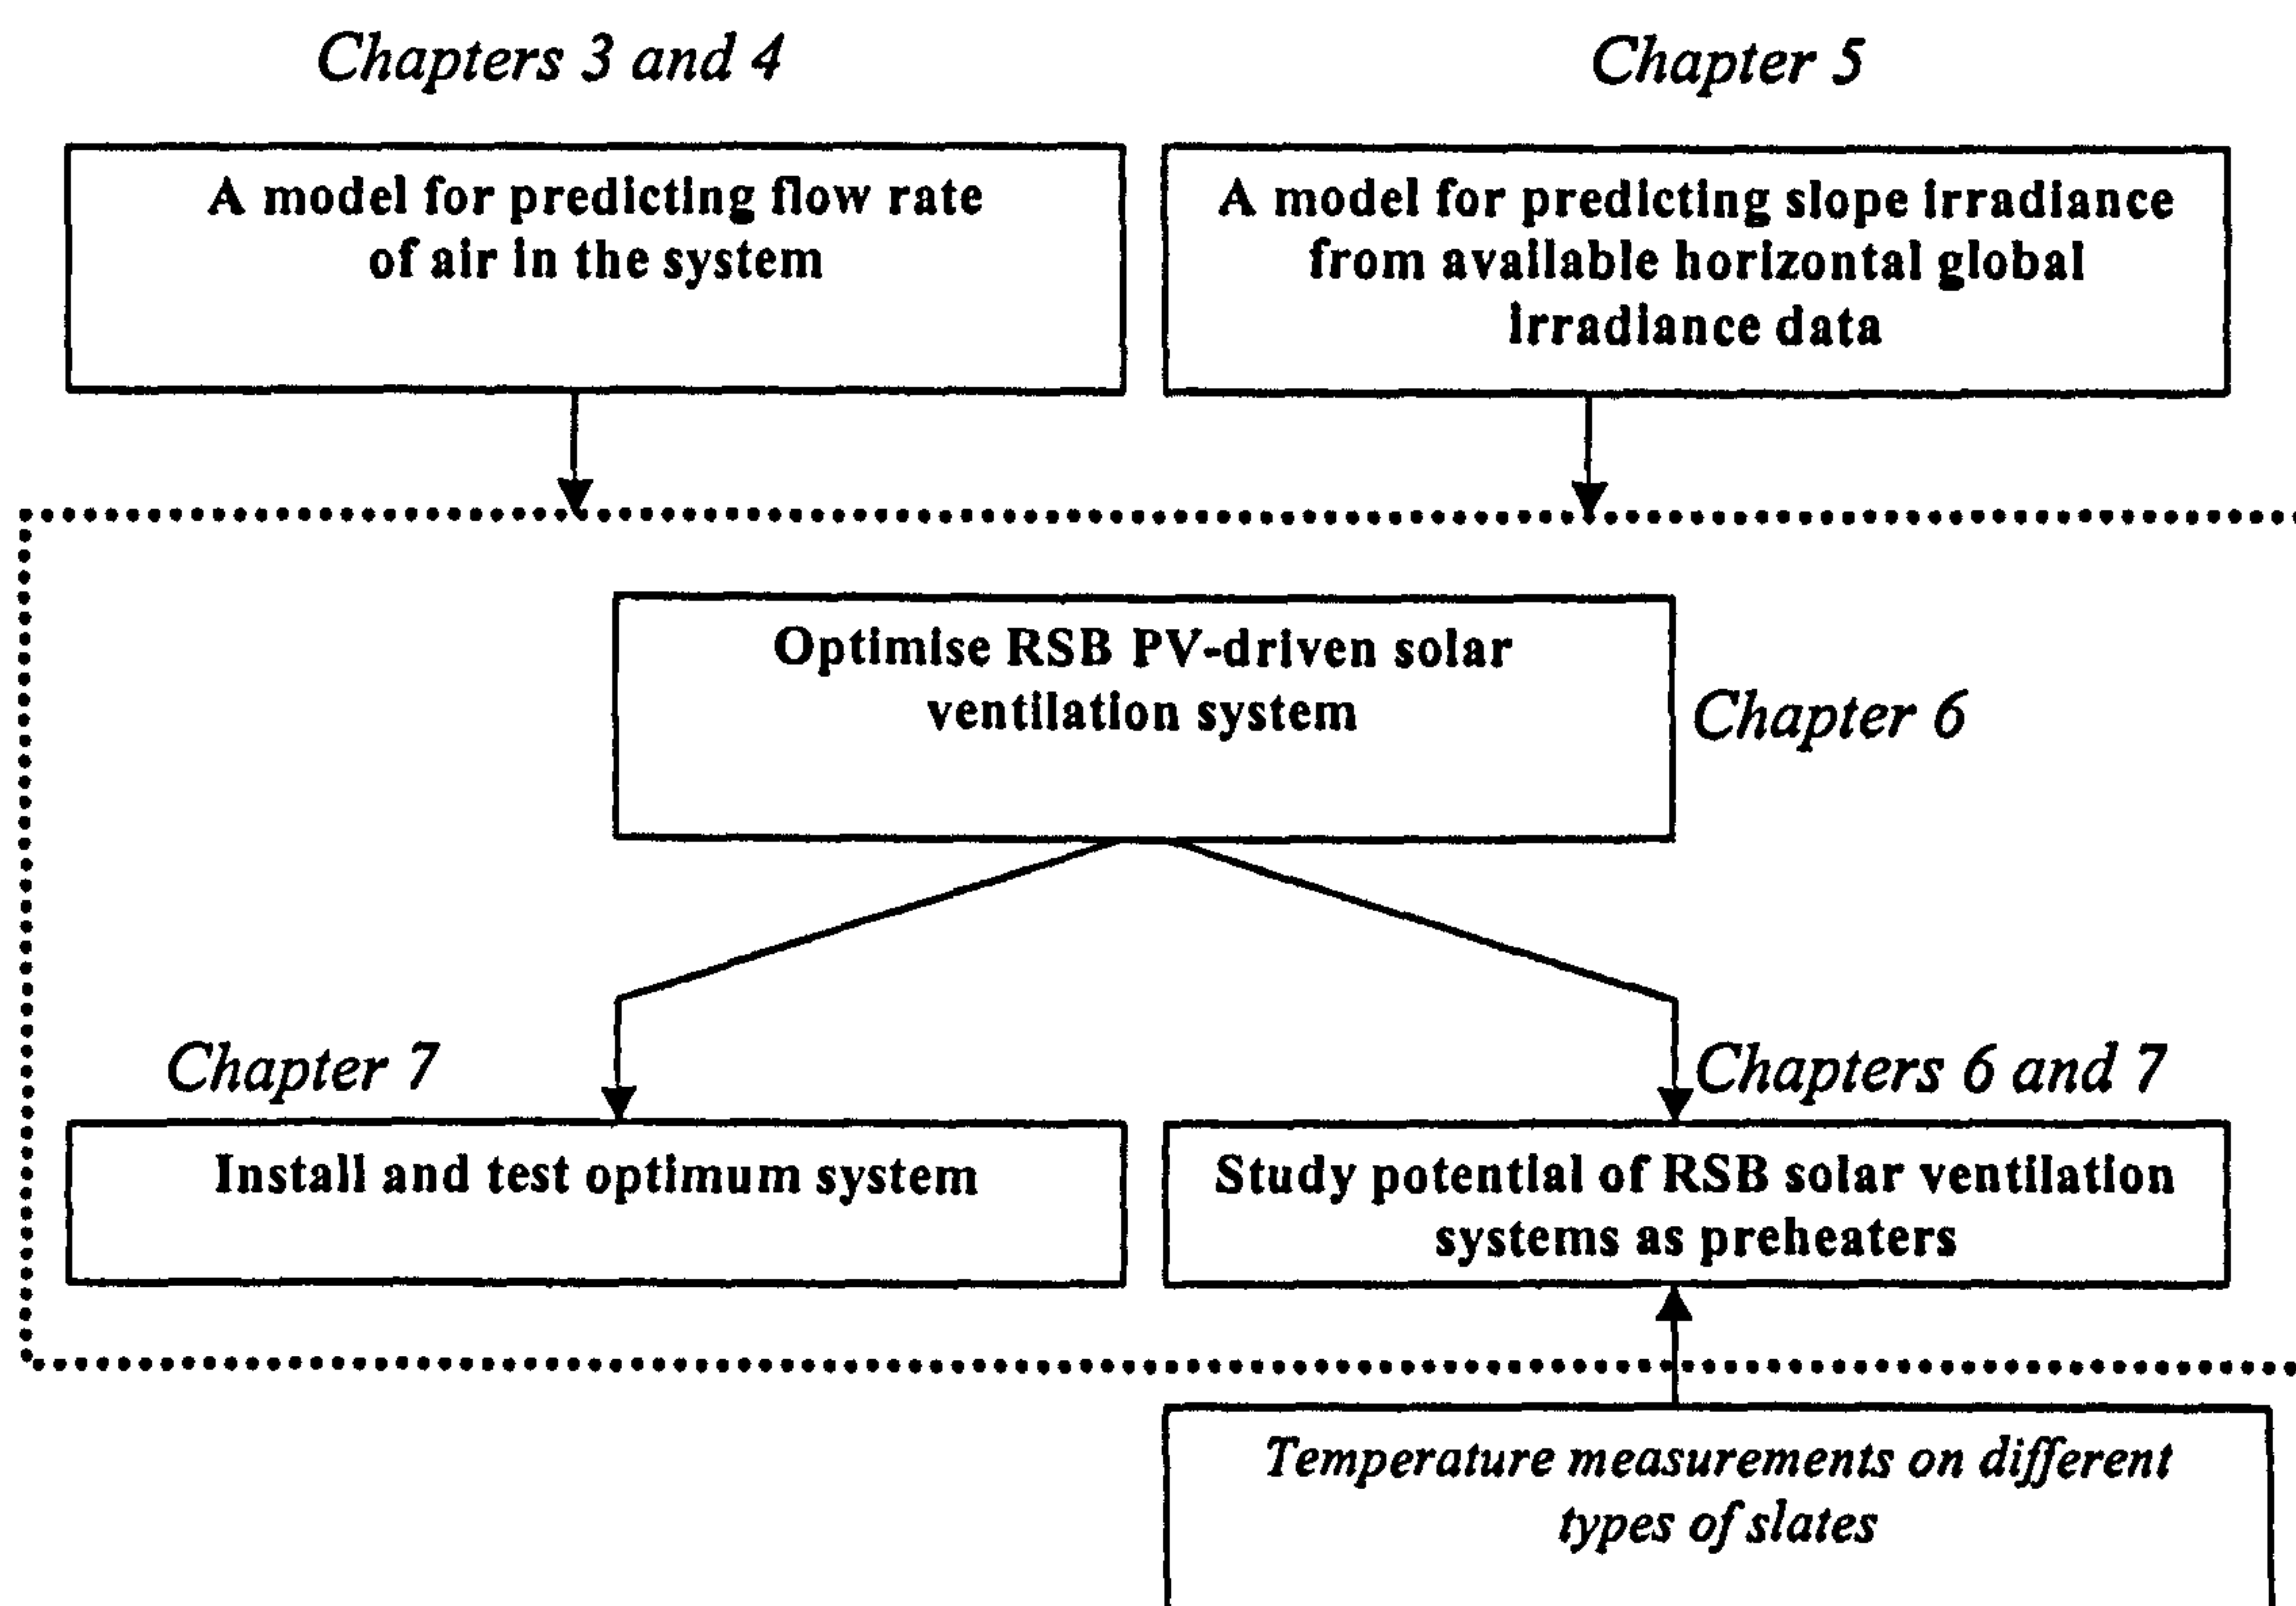 Chapters 3 and 4
Chapter 5
A model for predicting flow rate
of air in the system
A model for predicting slope irradiance
from available horizontal global
irradiance data
Optimise RSB PV-driven solar
ventilation system
Chapter 6
Chapter 7
Chapters 6 and 7
Install and test optimum system
Study potential of RSB solar ventilation
systems as preheaters
Temperature measurements on different
types of slates